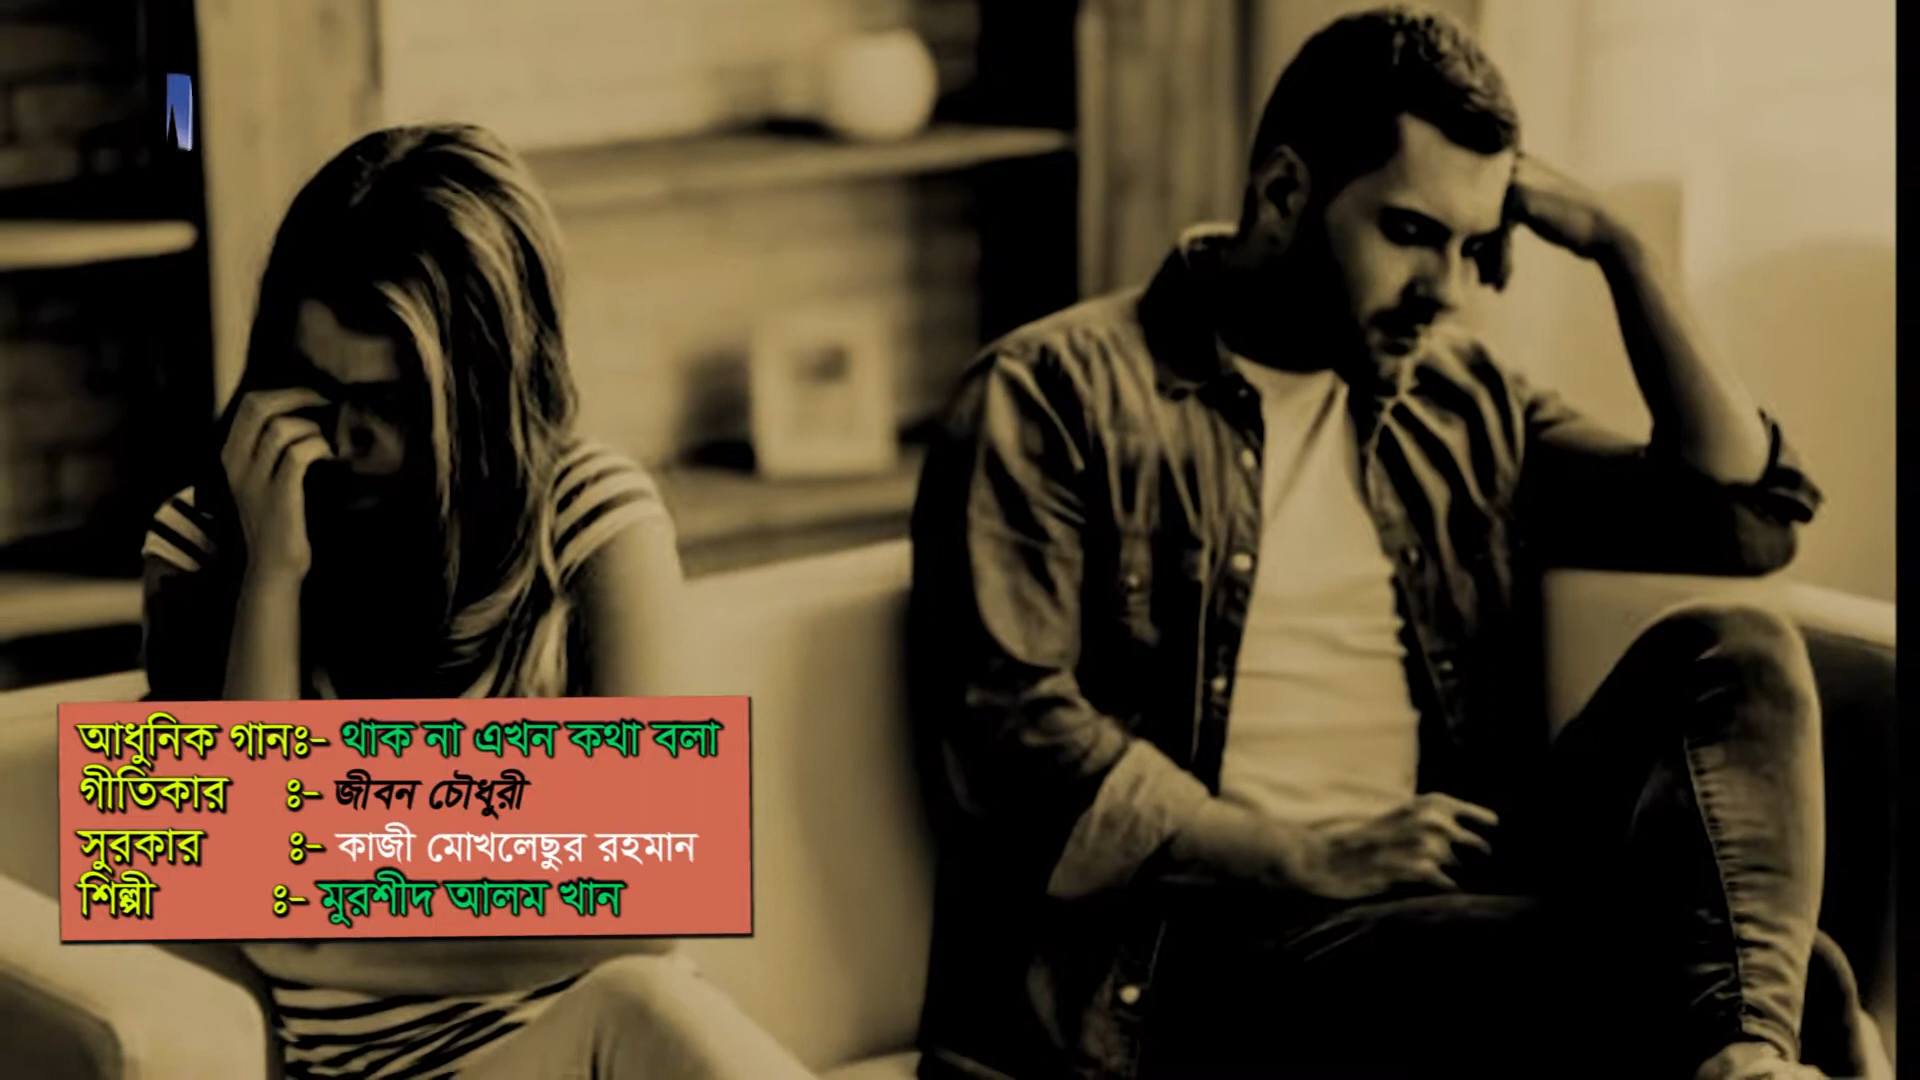 আধুনিক গানঃ- থাক না এখন কথা বলা
গীতিকার ঃ- জীবন চৌধুরী
সুরকার ঃ- কাজী মোখলেছুর রহমান
শিল্পী ঃ- মুরশীদ আলম খান